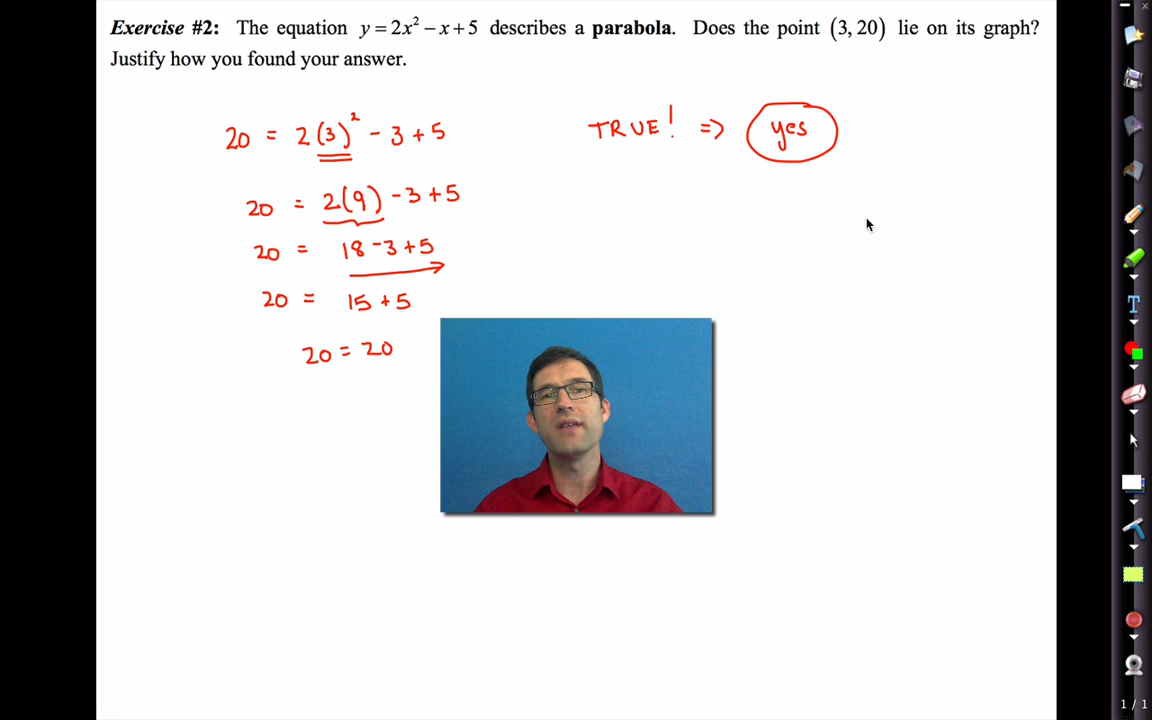 Exercise #2: The equation y = 2x² − x + 5 describes a parabola. Does the point (3, 20) lie on its graph?
Justify how you found your answer.
20 = 2(3)² - 3 + 5
TRUE! => yes
20 = 2(9) - 3 + 5
20 = 18 - 3 + 5
20 = 15 + 5
20 = 20
T
1 / 1